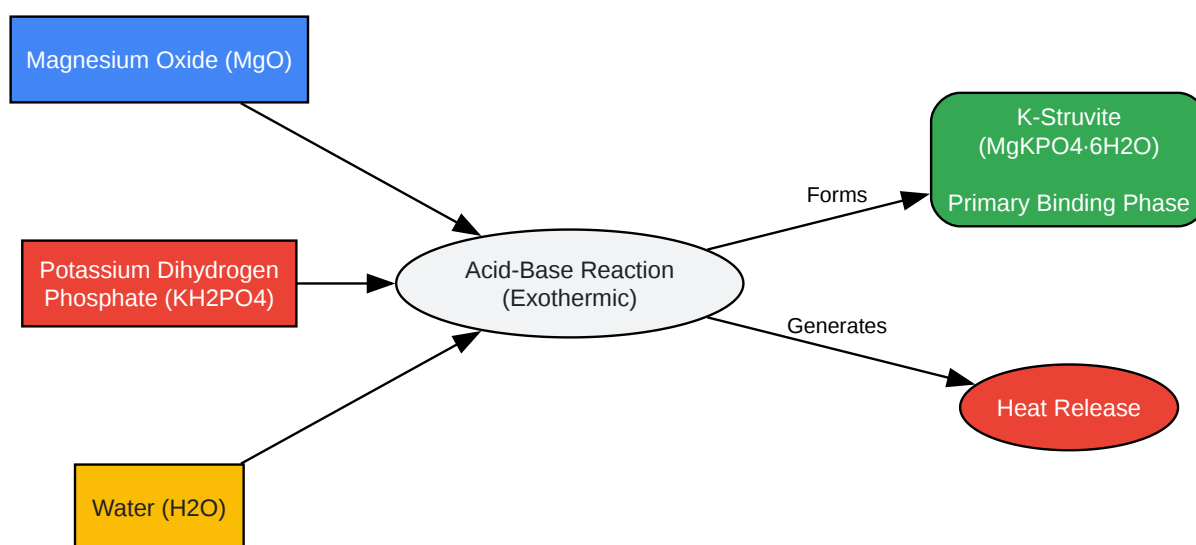 Magnesium Oxide (MgO)
Potassium Dihydrogen
Phosphate (KH2PO4)
Water (H2O)
Acid-Base Reaction
(Exothermic)
Forms
Generates
K-Struvite
(MgKPO4·6H2O)
Primary Binding Phase
Heat Release